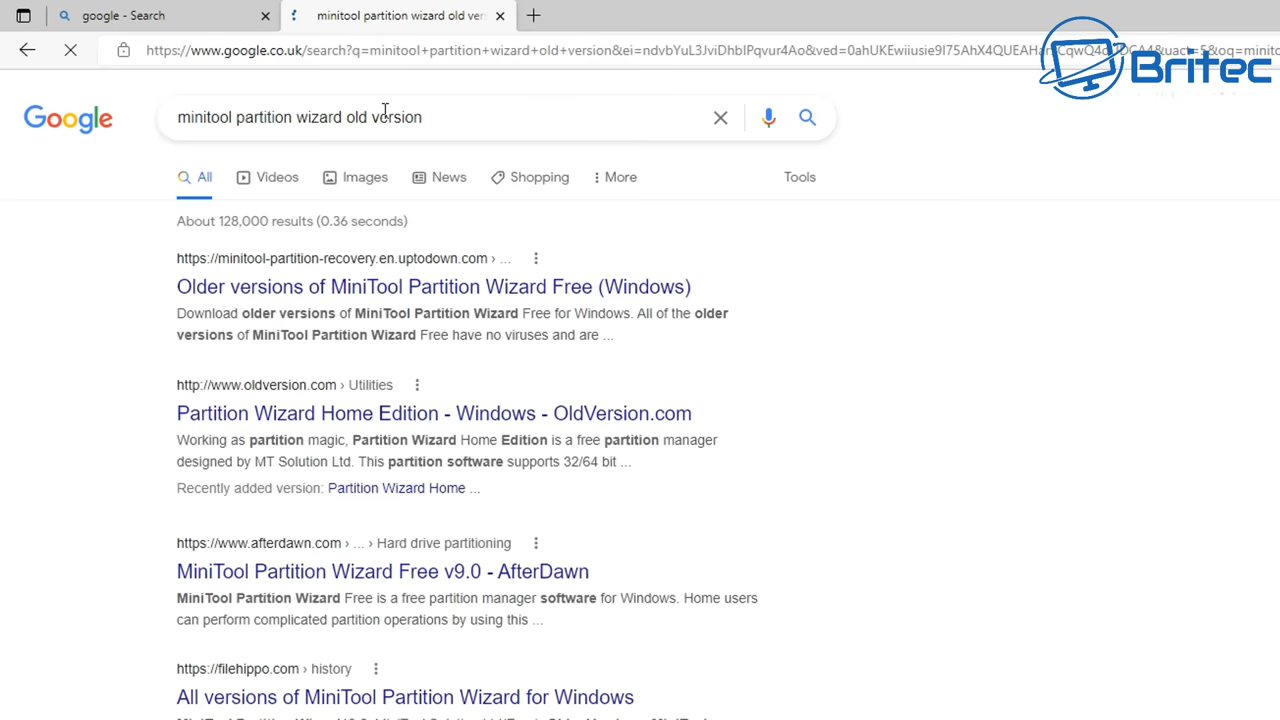 google - Search
minitool partition wizard old ver
https://www.google.co.uk/search?q=minitool+partition+wizard+old+version&ei=ndvbYuL3JviDhbIPqvur4Ao&ved=0ahUKEwiiusie9I75AhX4QUEAHar
Britec
Google
minitool partition wizard old version
All
Videos
Images
News
Shopping
More
Tools
About 128,000 results (0.36 seconds)
https://minitool-partition-recovery.en.uptodown.com › ...
Older versions of MiniTool Partition Wizard Free (Windows)
Download older versions of MiniTool Partition Wizard Free for Windows. All of the older
versions of MiniTool Partition Wizard Free have no viruses and are ...
http://www.oldversion.com › Utilities
Partition Wizard Home Edition - Windows - OldVersion.com
Working as partition magic, Partition Wizard Home Edition is a free partition manager
designed by MT Solution Ltd. This partition software supports 32/64 bit ...
Recently added version: Partition Wizard Home ...
https://www.afterdawn.com › ... › Hard drive partitioning
MiniTool Partition Wizard Free v9.0 - AfterDawn
MiniTool Partition Wizard Free is a free partition manager software for Windows. Home users
can perform complicated partition operations by using this ...
https://filehippo.com › history
All versions of MiniTool Partition Wizard for Windows